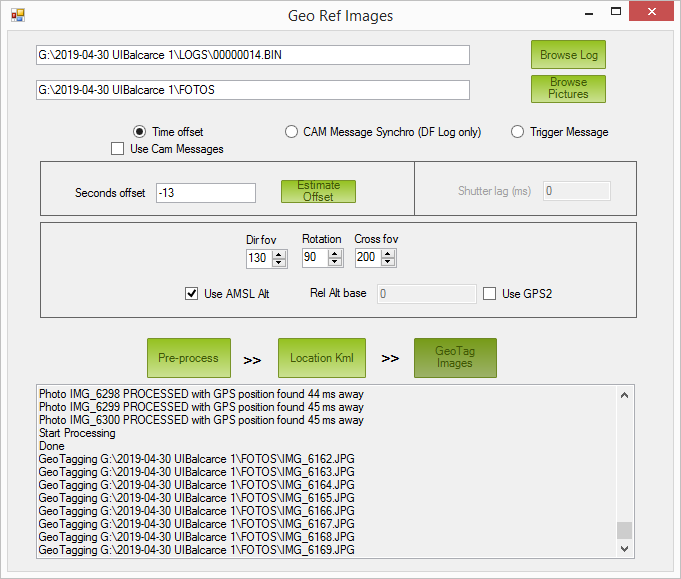 Geo Ref Images
G:\2019-04-30 UIBalcarce 1\LOGS\00000014.BIN
Browse Log
G:\2019-04-30 UIBalcarce 1\FOTOS
Browse
Pictures
Time offset
CAM Message Synchro (DF Log only)
Trigger Message
Use Cam Messages
Seconds offset
-13
Estimate
Offset
Shutter lag (ms)
0
Dir fov
Rotation
Cross fov
130
90
200
Use AMSL Alt
Rel Alt base
0
Use GPS2
Pre-process
>>
Location Kml
>>
GeoTag
Images
Photo IMG_6298 PROCESSED with GPS position found 44 ms away
Photo IMG_6299 PROCESSED with GPS position found 45 ms away
Photo IMG_6300 PROCESSED with GPS position found 45 ms away
Start Processing
Done
GeoTagging G:\2019-04-30 UIBalcarce 1\FOTOS\IMG_6162.JPG
GeoTagging G:\2019-04-30 UIBalcarce 1\FOTOS\IMG_6163.JPG
GeoTagging G:\2019-04-30 UIBalcarce 1\FOTOS\IMG_6164.JPG
GeoTagging G:\2019-04-30 UIBalcarce 1\FOTOS\IMG_6165.JPG
GeoTagging G:\2019-04-30 UIBalcarce 1\FOTOS\IMG_6166.JPG
GeoTagging G:\2019-04-30 UIBalcarce 1\FOTOS\IMG_6167.JPG
GeoTagging G:\2019-04-30 UIBalcarce 1\FOTOS\IMG_6168.JPG
GeoTagging G:\2019-04-30 UIBalcarce 1\FOTOS\IMG_6169.JPG